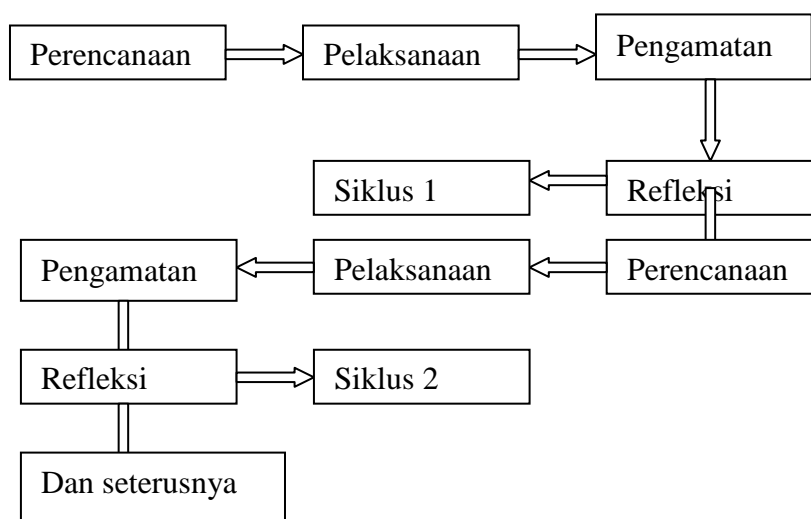 Perencanaan
Pelaksanaan
Pengamatan
Siklus 1
Refleksi
Pengamatan
Pelaksanaan
Perencanaan
Refleksi
Siklus 2
Dan seterusnya